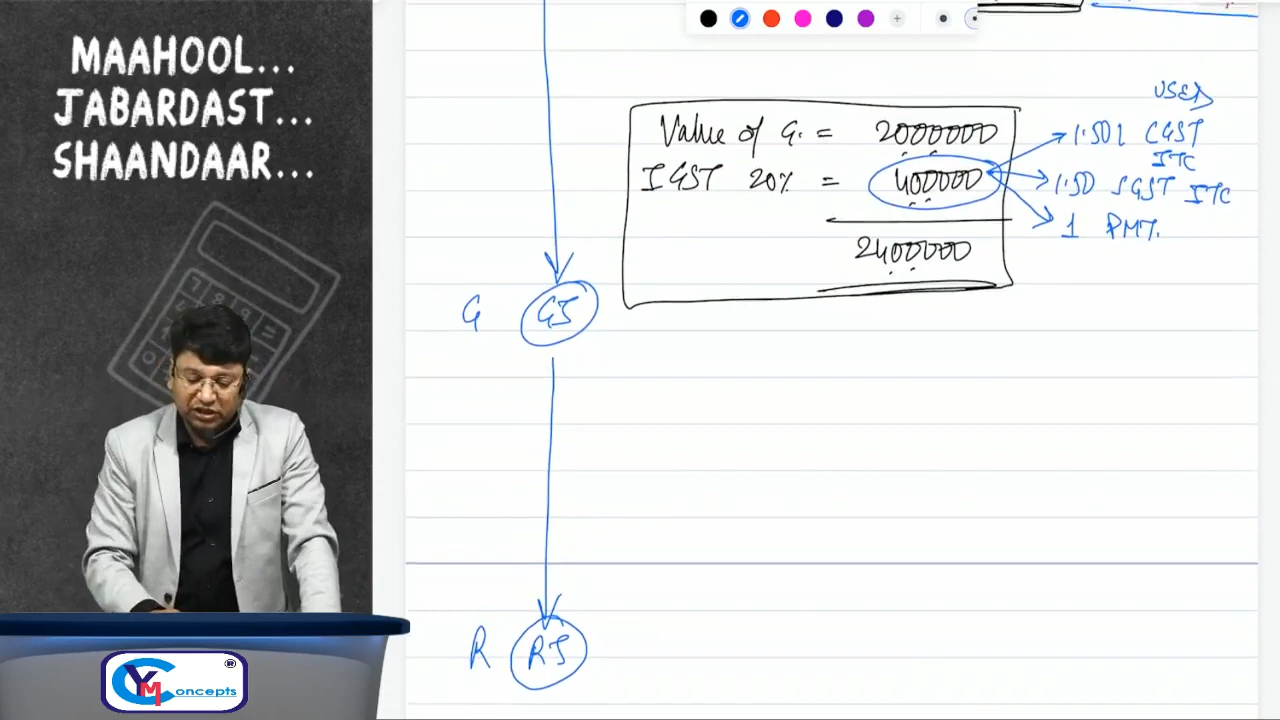 MAAHOOL...
JABARDAST...
SHAANDAAR...
USED
Value of G. = 2000000
1.50L CGST
ITC
IGST 20% = 400000
1.50 SGST ITC
1 PMT.
2400000
G GJ
R RJ
YM Concepts ®